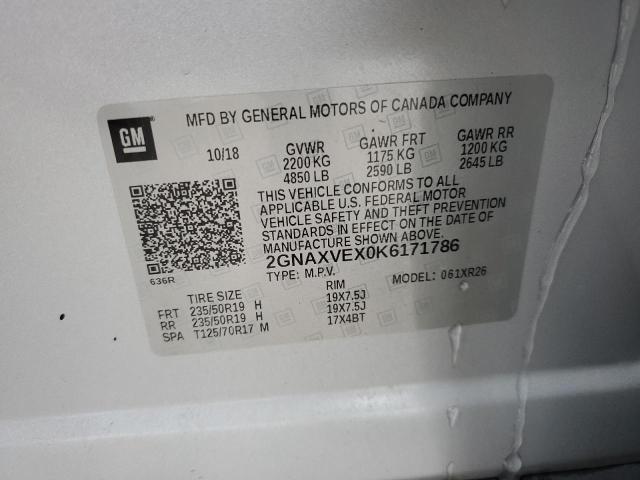 MFD BY GENERAL MOTORS OF CANADA COMPANY
GM
10/18 GVWR GAWR FRT GAWR RR
2200 KG 1175 KG 1200 KG
4850 LB 2590 LB 2645 LB
THIS VEHICLE CONFORMS TO ALL
APPLICABLE U.S. FEDERAL MOTOR
VEHICLE SAFETY AND THEFT PREVENTION
STANDARDS IN EFFECT ON THE DATE OF
MANUFACTURE SHOWN ABOVE.
2GNAXVEX0K6171786
636R
TYPE: M.P.V. MODEL: 061XR26
TIRE SIZE RIM
FRT 235/50R19 H 19X7.5J
RR 235/50R19 H 19X7.5J
SPA T125/70R17 M 17X4BT